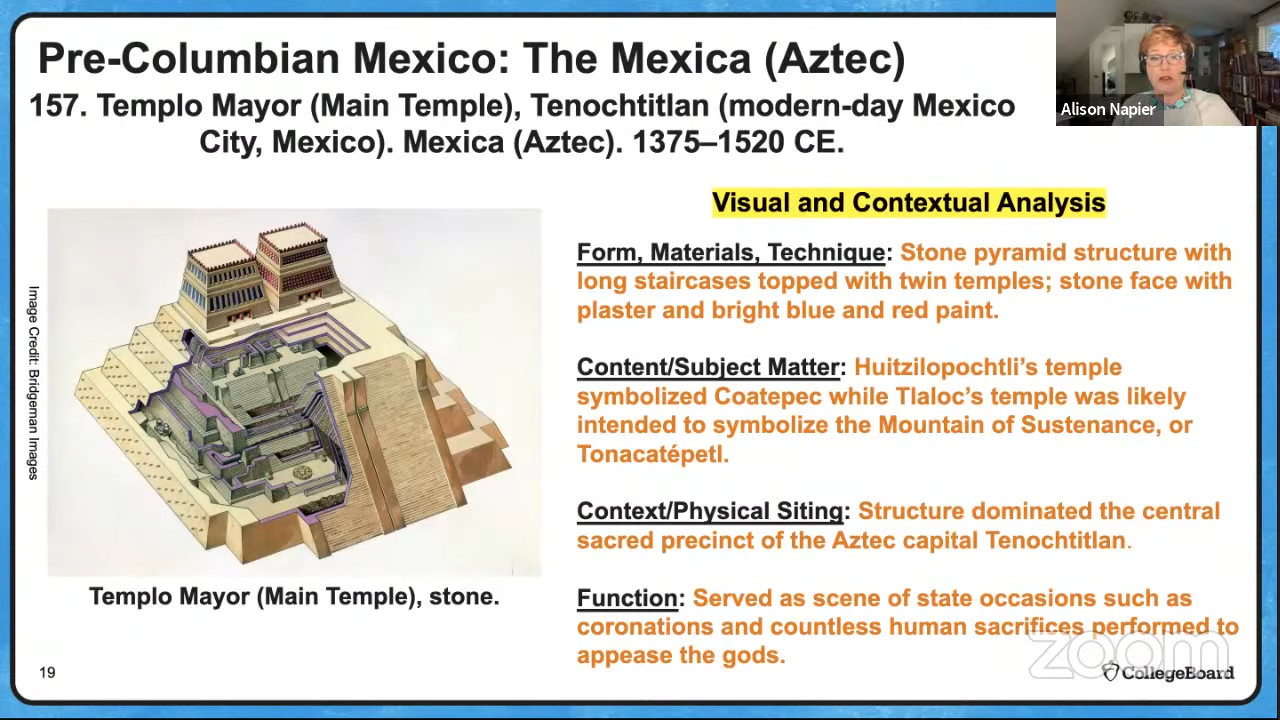 Pre-Columbian Mexico: The Mexica (Aztec)
157. Templo Mayor (Main Temple), Tenochtitlan (modern-day Mexico
City, Mexico). Mexica (Aztec). 1375–1520 CE.
Alison Napier
Image Credit: Bridgeman Images
Templo Mayor (Main Temple), stone.
Visual and Contextual Analysis
Form, Materials, Technique: Stone pyramid structure with
long staircases topped with twin temples; stone face with
plaster and bright blue and red paint.
Content/Subject Matter: Huitzilopochtli's temple
symbolized Coatepec while Tlaloc's temple was likely
intended to symbolize the Mountain of Sustenance, or
Tonacatépetl.
Context/Physical Siting: Structure dominated the central
sacred precinct of the Aztec capital Tenochtitlan.
Function: Served as scene of state occasions such as
coronations and countless human sacrifices performed to
appease the gods.
zoom
CollegeBoard
19